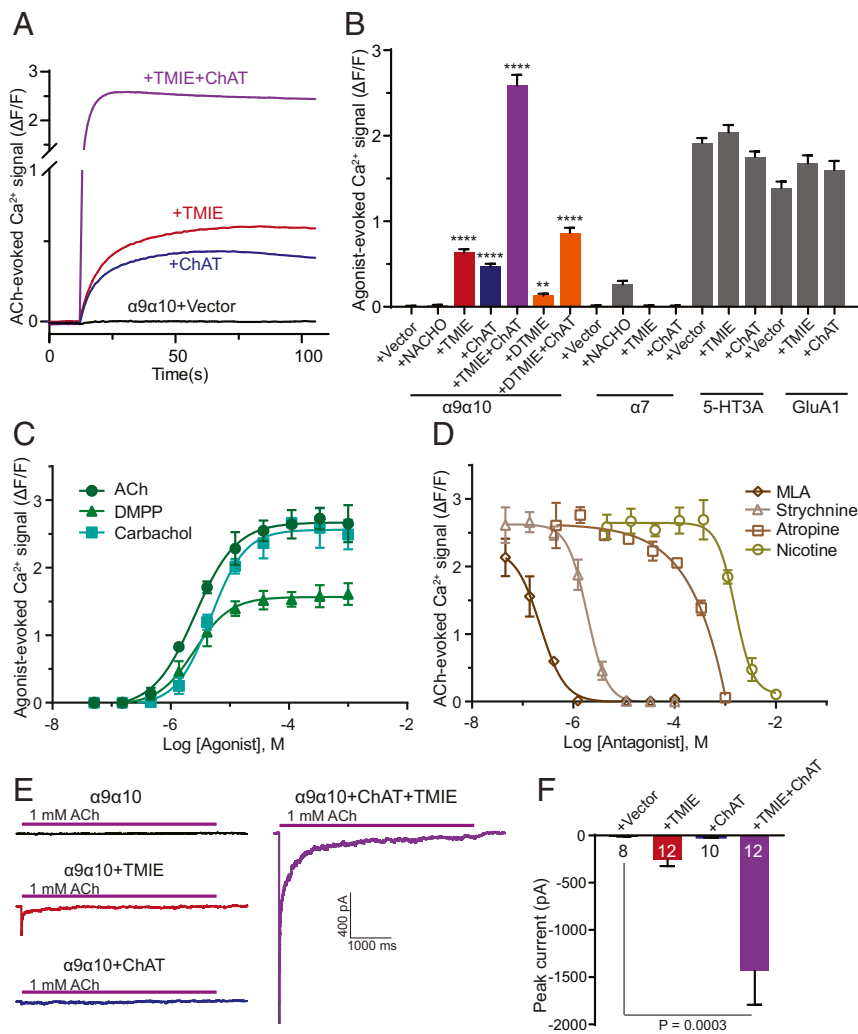 A
ACh-evoked Ca²⁺ signal (ΔF/F)
3
2
1
0
+TMIE+ChAT
+TMIE
+ChAT
α9α10+Vector
0
50
100
Time(s)
B
Agonist-evoked Ca²⁺ signal (ΔF/F)
3
2
1
0
****
****
****
**
****
+Vector
+NACHO
+TMIE
+ChAT
+TMIE+ChAT
+DTMIE
+DTMIE+ChAT
+Vector
+NACHO
+TMIE
+ChAT
+Vector
+TMIE
+ChAT
+Vector
+TMIE
+ChAT
α9α10
α7
5-HT3A
GluA1
C
Agonist-evoked Ca²⁺ signal (ΔF/F)
3
2
1
0
ACh
DMPP
Carbachol
-8
-6
-4
-2
Log [Agonist], M
D
ACh-evoked Ca²⁺ signal (ΔF/F)
3
2
1
0
MLA
Strychnine
Atropine
Nicotine
-8
-6
-4
-2
Log [Antagonist], M
E
α9α10
1 mM ACh
α9α10+TMIE
1 mM ACh
α9α10+ChAT
1 mM ACh
α9α10+ChAT+TMIE
1 mM ACh
400 pA
1000 ms
F
+Vector
+TMIE
+ChAT
+TMIE+ChAT
Peak current (pA)
0
-500
-1000
-1500
-2000
8
12
10
12
P = 0.0003